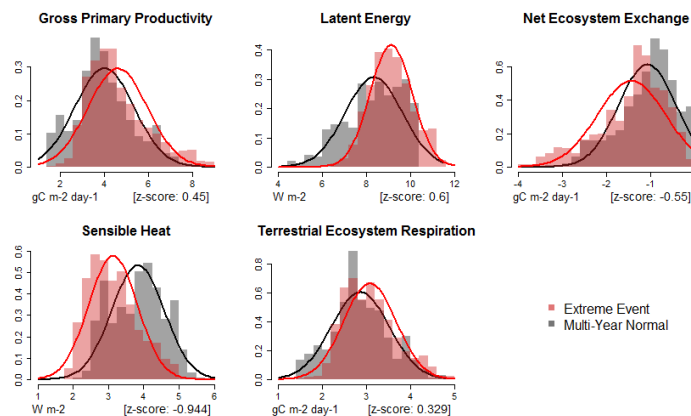 Gross Primary Productivity
Latent Energy
Net Ecosystem Exchange
0.0 0.1 0.2 0.3
0.0 0.1 0.2 0.3 0.4
0.0 0.2 0.4 0.6
2 4 6 8
4 6 8 10 12
-4 -3 -2 -1
gC m-2 day-1 [z-score: 0.45]
W m-2 [z-score: 0.6]
gC m-2 day-1 [z-score: -0.55]
Sensible Heat
Terrestrial Ecosystem Respiration
0.0 0.1 0.2 0.3 0.4 0.5 0.6
0.0 0.2 0.4 0.6 0.8
Extreme Event
Multi-Year Normal
1 2 3 4 5 6
1 2 3 4 5
W m-2 [z-score: -0.944]
gC m-2 day-1 [z-score: 0.329]